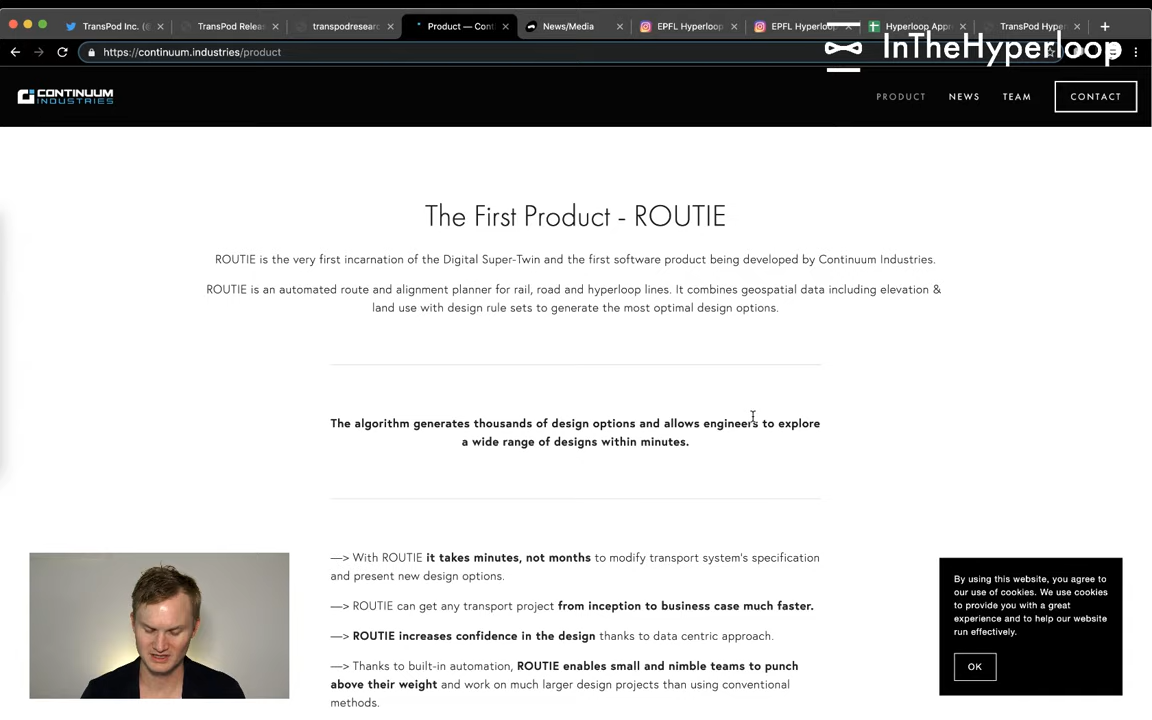 TransPod Inc. (@
TransPod Releas
transpodresearc
Product — Conti
News/Media
EPFL Hyperloop
EPFL Hyperloo
Hyperloop Appr
TransPod Hyper
https://continuum.industries/product
InTheHyperloop
CONTINUUM
INDUSTRIES
PRODUCT
NEWS
TEAM
CONTACT
The First Product - ROUTIE
ROUTIE is the very first incarnation of the Digital Super-Twin and the first software product being developed by Continuum Industries.
ROUTIE is an automated route and alignment planner for rail, road and hyperloop lines. It combines geospatial data including elevation &
land use with design rule sets to generate the most optimal design options.
The algorithm generates thousands of design options and allows engineers to explore
a wide range of designs within minutes.
—> With ROUTIE it takes minutes, not months to modify transport system's specification
and present new design options.
—> ROUTIE can get any transport project from inception to business case much faster.
—> ROUTIE increases confidence in the design thanks to data centric approach.
—> Thanks to built-in automation, ROUTIE enables small and nimble teams to punch
above their weight and work on much larger design projects than using conventional
methods.
By using this website, you agree to
our use of cookies. We use cookies
to provide you with a great
experience and to help our website
run effectively.
OK